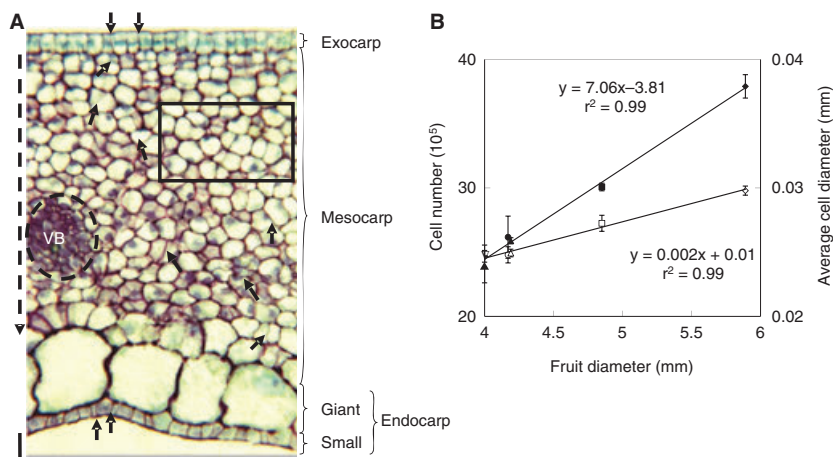 A
Exocarp
Mesocarp
VB
Giant
Endocarp
Small
B
40
30
20
Cell number (10⁵)
y = 7.06x–3.81
r² = 0.99
y = 0.002x + 0.01
r² = 0.99
0.04
0.03
0.02
Average cell diameter (mm)
4 4.5 5 5.5 6
Fruit diameter (mm)